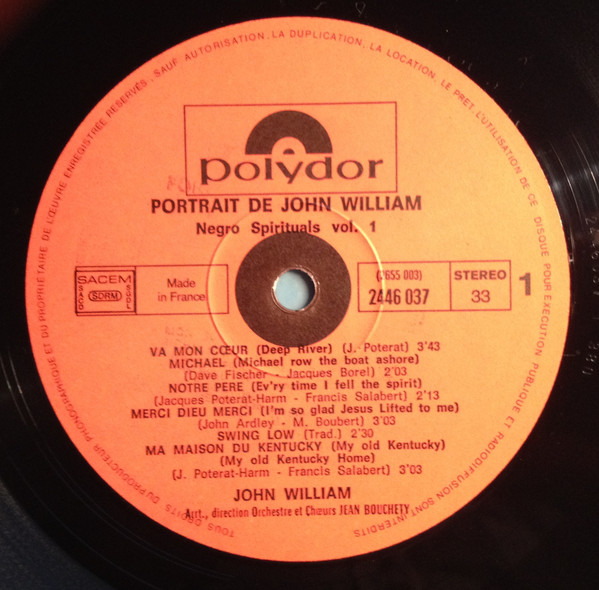 TOUS DROITS DU PRODUCTEUR PHONOGRAPHIQUE ET DU PROPRIÉTAIRE DE L'ŒUVRE ENREGISTRÉE RÉSERVÉS. SAUF AUTORISATION, LA DUPLICATION, LA LOCATION, LE PRET, L'UTILISATION DE CE DISQUE POUR EXECUTION PUBLIQUE ET RADIODIFFUSION SONT INTERDITS
polydor
PORTRAIT DE JOHN WILLIAM
Negro Spirituals vol. 1
SACEM
SACD
SDRM
SGDL
Made
in France
(2655 003)
2446 037
STEREO
33
1
VA MON CŒUR (Deep River) (J. Poterat) 3'43
MICHAEL (Michael row the boat ashore)
(Dave Fischer - Jacques Borel) 2'03
NOTRE PERE (Ev'ry time I fell the spirit)
(Jacques Poterat-Harm - Francis Salabert) 2'13
MERCI DIEU MERCI (I'm so glad Jesus Lifted to me)
(John Ardley - M. Boubert) 3'03
SWING LOW (Trad.) 2'30
MA MAISON DU KENTUCKY (My old Kentucky)
(My old Kentucky Home)
(J. Poterat-Harm - Francis Salabert) 3'03
JOHN WILLIAM
Arrt., direction Orchestre et Chœurs JEAN BOUCHETY